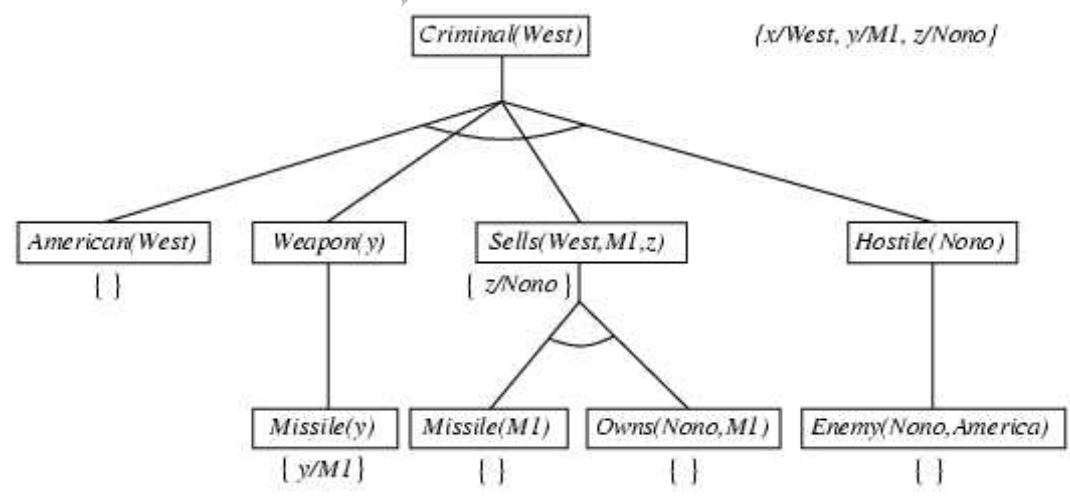 Criminal(West) {x/West, y/M1, z/Nono}
American(West) Weapon(y) Sells(West,M1,z) Hostile(Nono)
{ } { z/Nono }
Missile(y) Missile(M1) Owns(Nono,M1) Enemy(Nono,America)
{ y/M1 } { } { } { }